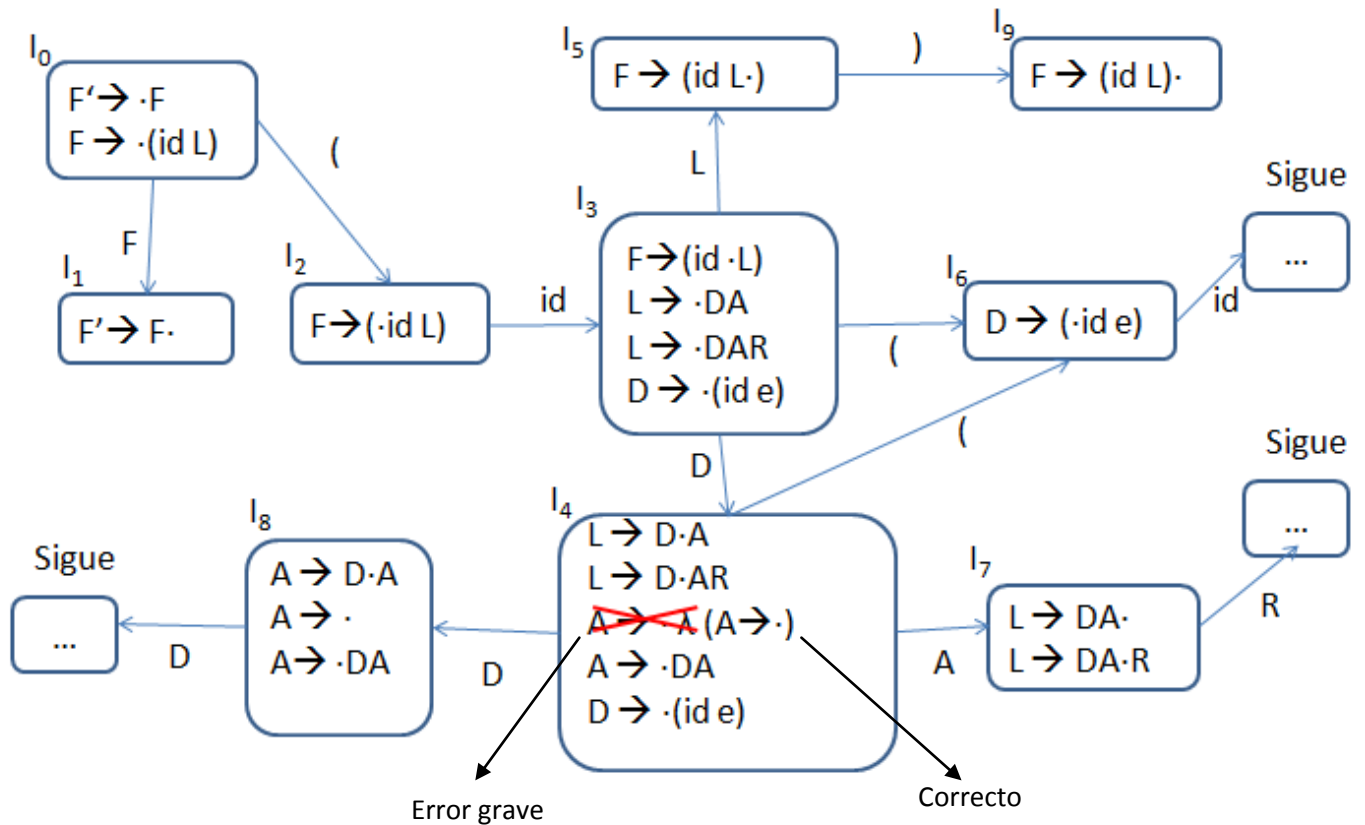 I0
F‘→ ·F
F → ·(id L)
F
(
I1
F' → F·
I2
F→(·id L)
id
I3
F→(id ·L)
L → ·DA
L → ·DAR
D → ·(id e)
L
I5
F → (id L·)
)
I9
F → (id L)·
(
I6
D → (·id e)
id
Sigue
...
D
(
I4
L → D·A
L → D·AR
A → ·λ (A→·)
A → ·DA
D → ·(id e)
A
I7
L → DA·
L → DA·R
R
Sigue
...
D
I8
A → D·A
A → ·
A→ ·DA
D
Sigue
...
Error grave
Correcto